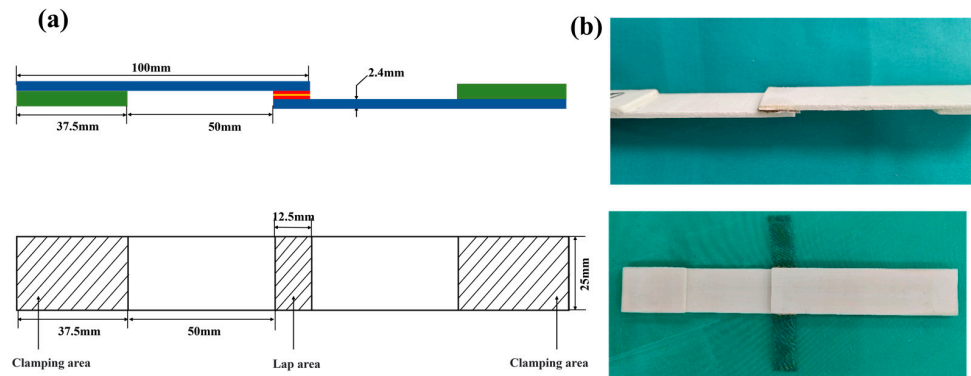 (a)
(b)
100mm
2.4mm
37.5mm
50mm
12.5mm
25mm
37.5mm
50mm
Clamping area
Lap area
Clamping area